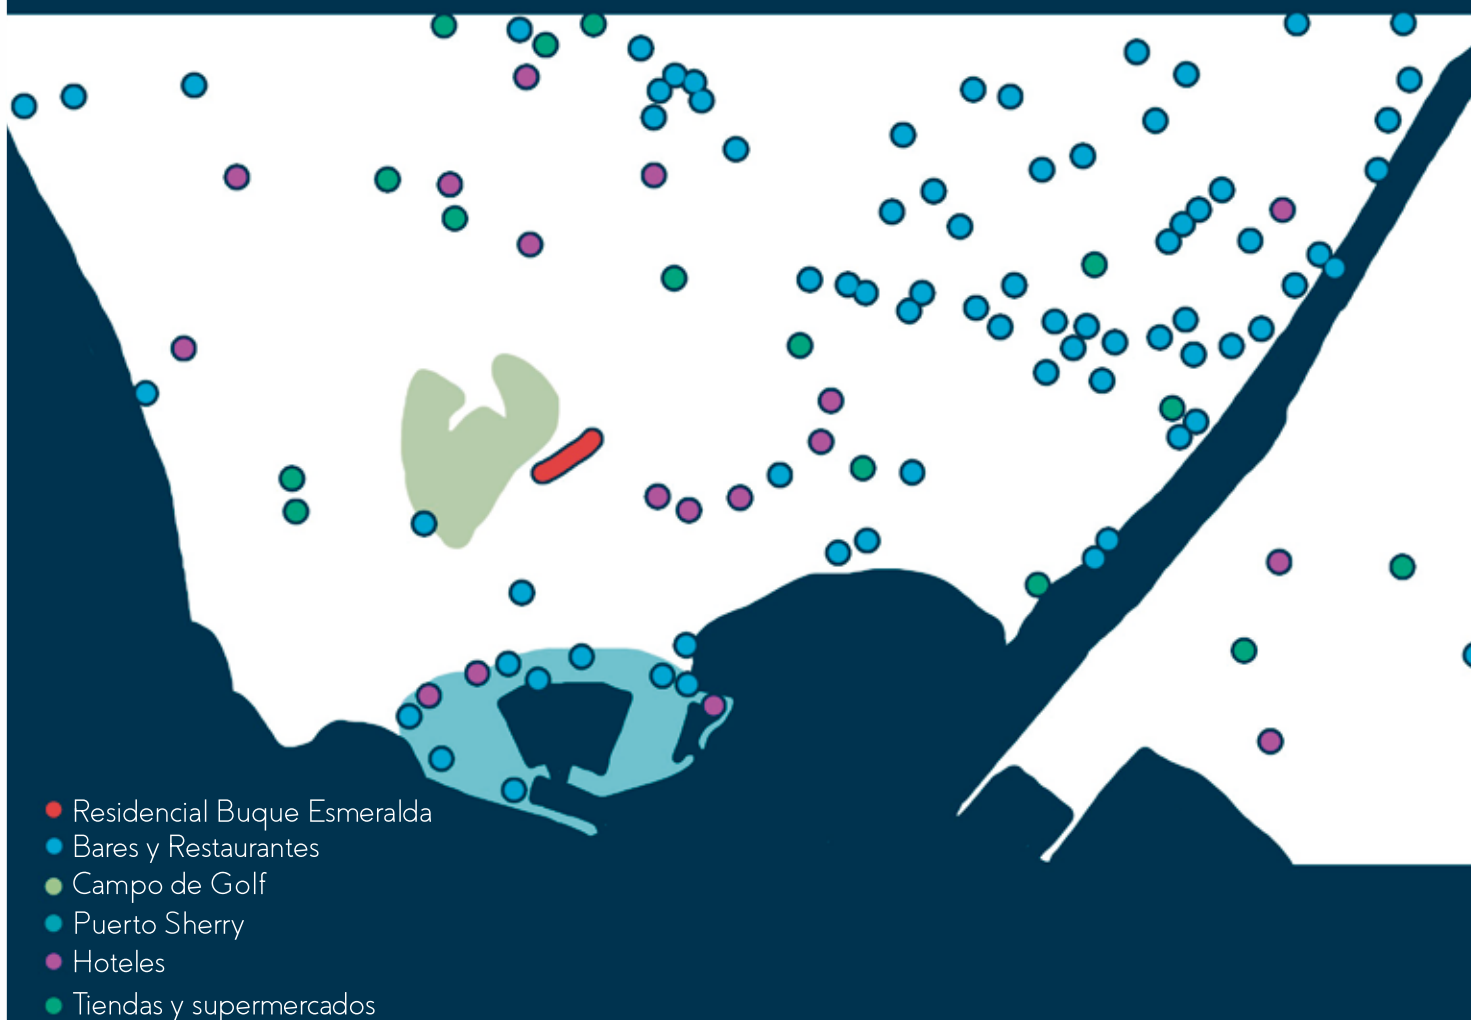 Residencial Buque Esmeralda
Bares y Restaurantes
Campo de Golf
Puerto Sherry
Hoteles
Tiendas y supermercados